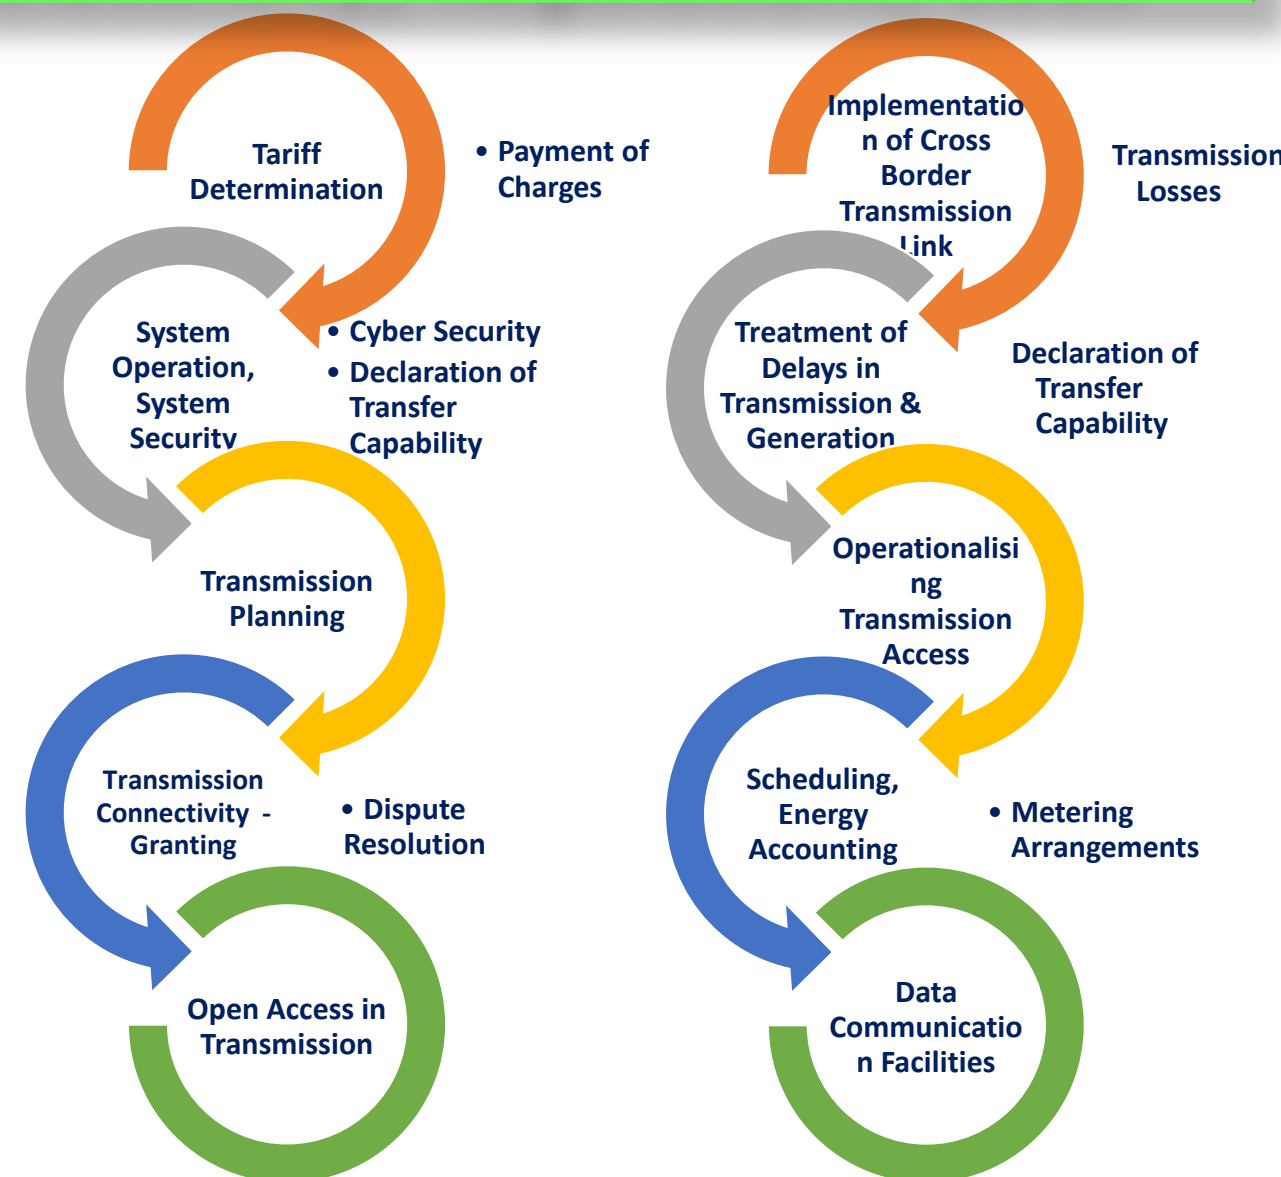 Tariff
Determination
• Payment of
Charges
System
Operation,
System
Security
• Cyber Security
• Declaration of
Transfer
Capability
Transmission
Planning
Transmission
Connectivity -
Granting
• Dispute
Resolution
Open Access in
Transmission
Implementatio
n of Cross
Border
Transmission
Link
Transmission
Losses
Treatment of
Delays in
Transmission &
Generation
Declaration of
Transfer
Capability
Operationalisi
ng
Transmission
Access
Scheduling,
Energy
Accounting
• Metering
Arrangements
Data
Communicatio
n Facilities